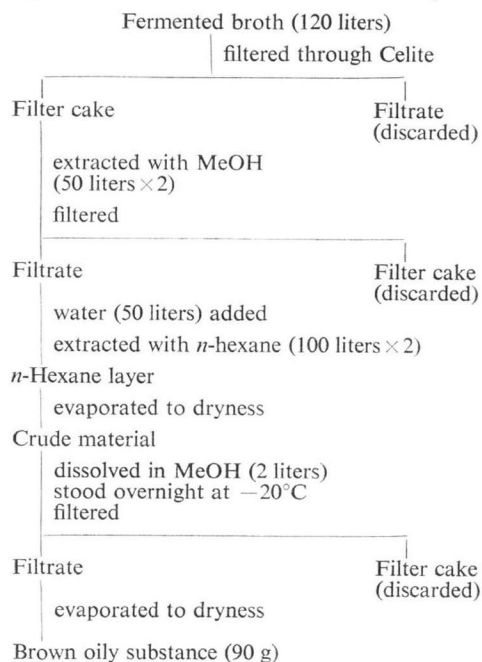 Fermented broth (120 liters)
filtered through Celite
Filter cake
Filtrate
(discarded)
extracted with MeOH
(50 liters×2)
filtered
Filtrate
Filter cake
(discarded)
water (50 liters) added
extracted with n-hexane (100 liters×2)
n-Hexane layer
evaporated to dryness
Crude material
dissolved in MeOH (2 liters)
stood overnight at −20°C
filtered
Filtrate
Filter cake
(discarded)
evaporated to dryness
Brown oily substance (90 g)